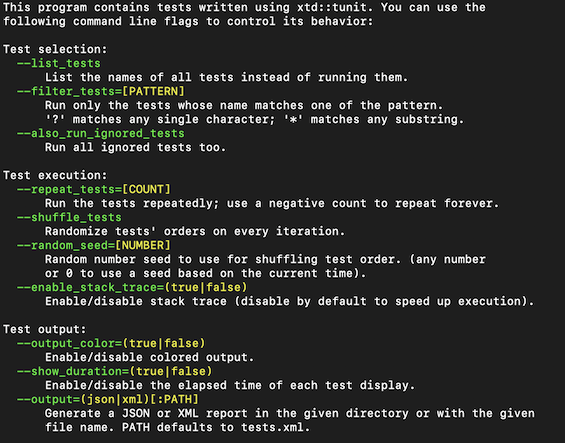 This program contains tests written using xtd::tunit. You can use the
following command line flags to control its behavior:
Test selection:
--list_tests
List the names of all tests instead of running them.
--filter_tests=[PATTERN]
Run only the tests whose name matches one of the pattern.
'?' matches any single character; '*' matches any substring.
--also_run_ignored_tests
Run all ignored tests too.
Test execution:
--repeat_tests=[COUNT]
Run the tests repeatedly; use a negative count to repeat forever.
--shuffle_tests
Randomize tests' orders on every iteration.
--random_seed=[NUMBER]
Random number seed to use for shuffling test order. (any number
or 0 to use a seed based on the current time).
--enable_stack_trace=(true|false)
Enable/disable stack trace (disable by default to speed up execution).
Test output:
--output_color=(true|false)
Enable/disable colored output.
--show_duration=(true|false)
Enable/disable the elapsed time of each test display.
--output=(json|xml)[:PATH]
Generate a JSON or XML report in the given directory or with the given
file name. PATH defaults to tests.xml.